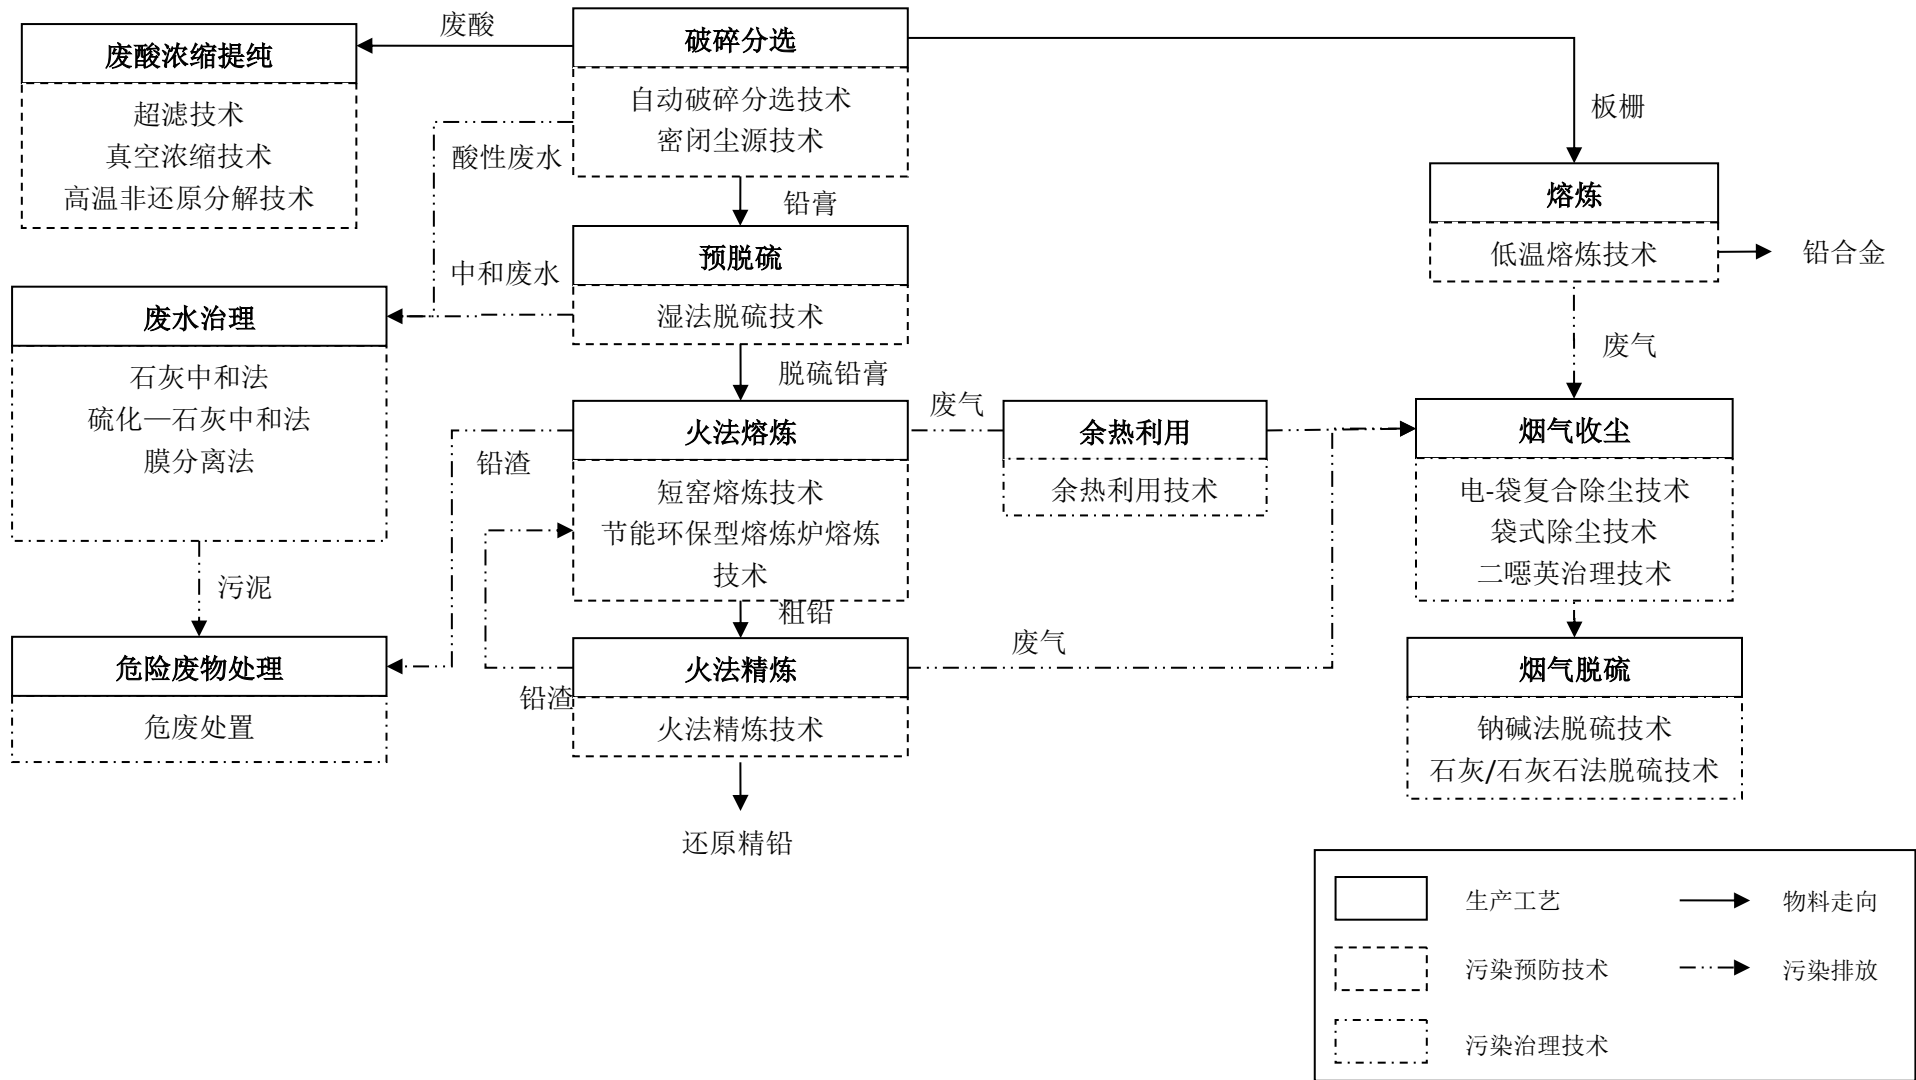 废酸
破碎分选
废酸浓缩提纯
自动破碎分选技术
密闭尘源技术
超滤技术
真空浓缩技术
高温非还原分解技术
酸性废水
板栅
铅膏
熔炼
低温熔炼技术
铅合金
预脱硫
湿法脱硫技术
中和废水
废水治理
石灰中和法
硫化—石灰中和法
膜分离法
脱硫铅膏
废气
废气
火法熔炼
短窑熔炼技术
节能环保型熔炼炉熔炼
技术
余热利用
余热利用技术
烟气收尘
电-袋复合除尘技术
袋式除尘技术
二噁英治理技术
铅渣
污泥
粗铅
危险废物处理
危废处置
铅渣
火法精炼
火法精炼技术
废气
烟气脱硫
钠碱法脱硫技术
石灰/石灰石法脱硫技术
还原精铅
生产工艺
物料走向
污染预防技术
污染排放
污染治理技术